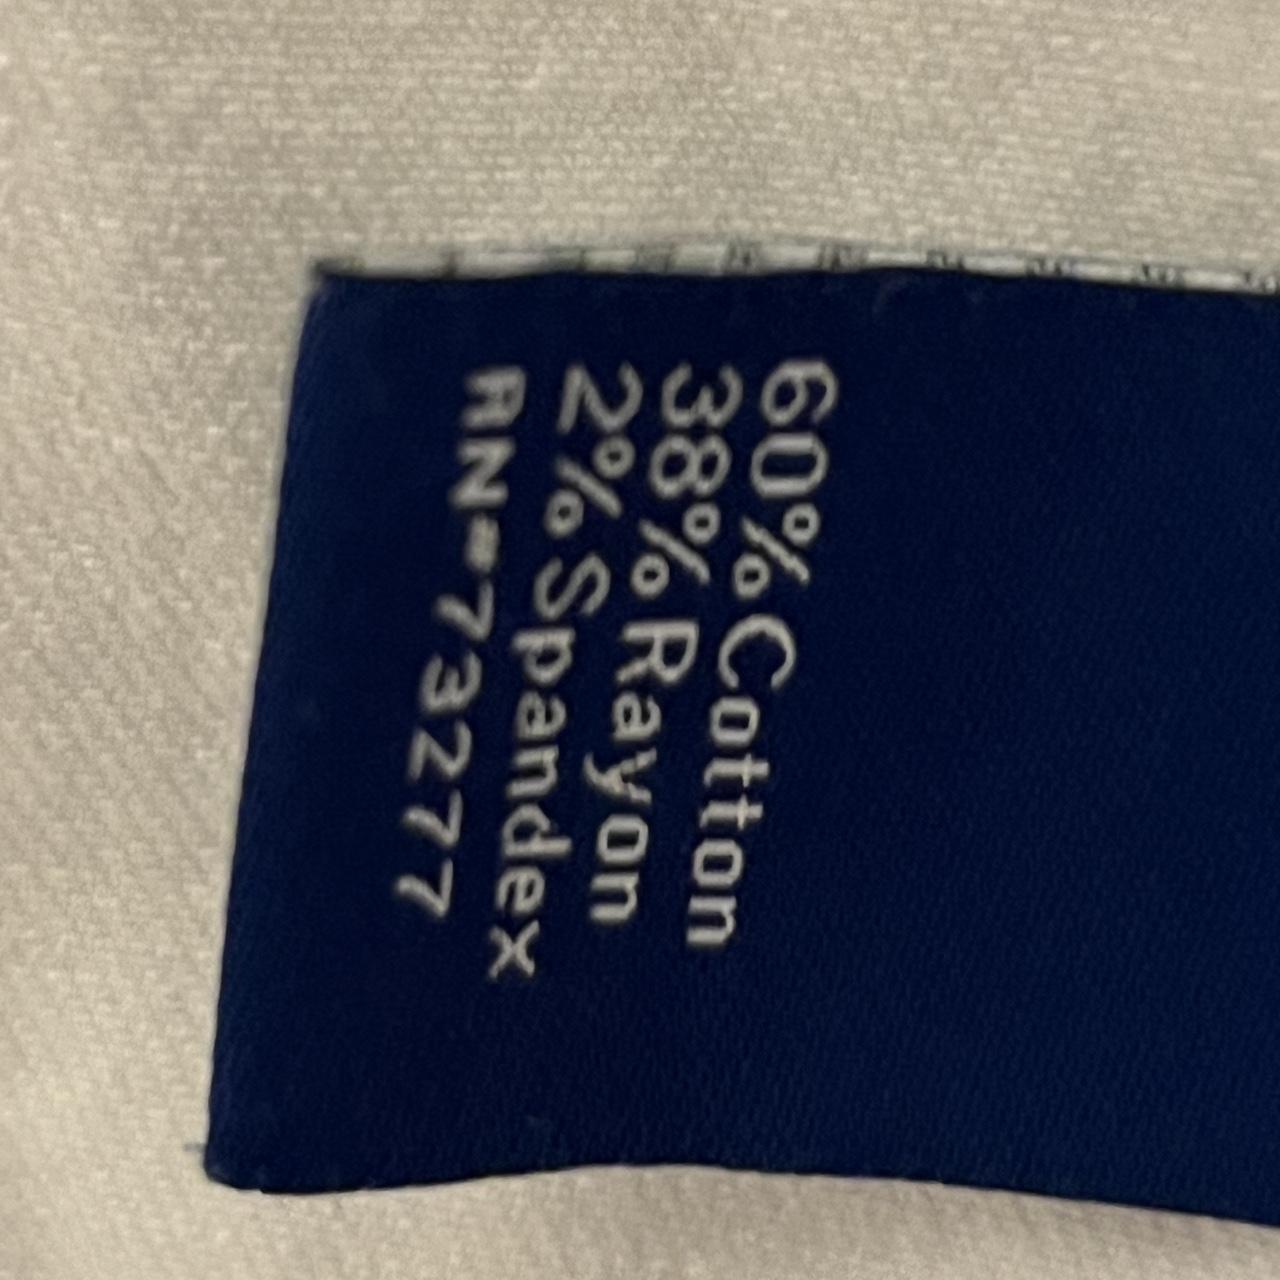 60% Cotton
38% Rayon
2% Spandex
RN=73277